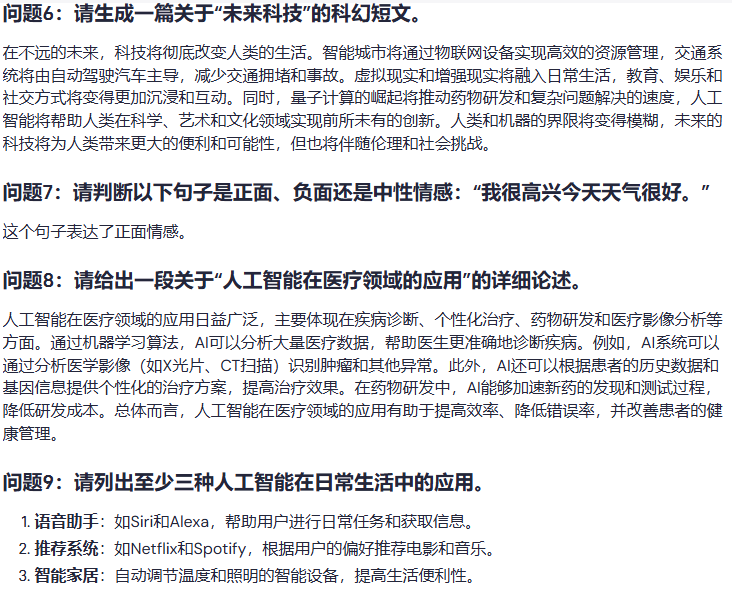 问题6：请生成一篇关于“未来科技”的科幻短文。
在不远的未来，科技将彻底改变人类的生活。智能城市将通过物联网设备实现高效的资源管理，交通系
统将由自动驾驶汽车主导，减少交通拥堵和事故。虚拟现实和增强现实将融入日常生活，教育、娱乐和
社交方式将变得更加沉浸和互动。同时，量子计算的崛起将推动药物研发和复杂问题解决的速度，人工
智能将帮助人类在科学、艺术和文化领域实现前所未有的创新。人类和机器的界限将变得模糊，未来的
科技将为人类带来更大的便利和可能性，但也将伴随伦理和社会挑战。
问题7：请判断以下句子是正面、负面还是中性情感：“我很高兴今天天气很好。”
这个句子表达了正面情感。
问题8：请给出一段关于“人工智能在医疗领域的应用”的详细论述。
人工智能在医疗领域的应用日益广泛，主要体现在疾病诊断、个性化治疗、药物研发和医疗影像分析等
方面。通过机器学习算法，AI可以分析大量医疗数据，帮助医生更准确地诊断疾病。例如，AI系统可以
通过分析医学影像（如X光片、CT扫描）识别肿瘤和其他异常。此外，AI还可以根据患者的历史数据和
基因信息提供个性化的治疗方案，提高治疗效果。在药物研发中，AI能够加速新药的发现和测试过程，
降低研发成本。总体而言，人工智能在医疗领域的应用有助于提高效率、降低错误率，并改善患者的健
康管理。
问题9：请列出至少三种人工智能在日常生活中的应用。
1. 语音助手：如Siri和Alexa，帮助用户进行日常任务和获取信息。
2. 推荐系统：如Netflix和Spotify，根据用户的偏好推荐电影和音乐。
3. 智能家居：自动调节温度和照明的智能设备，提高生活便利性。